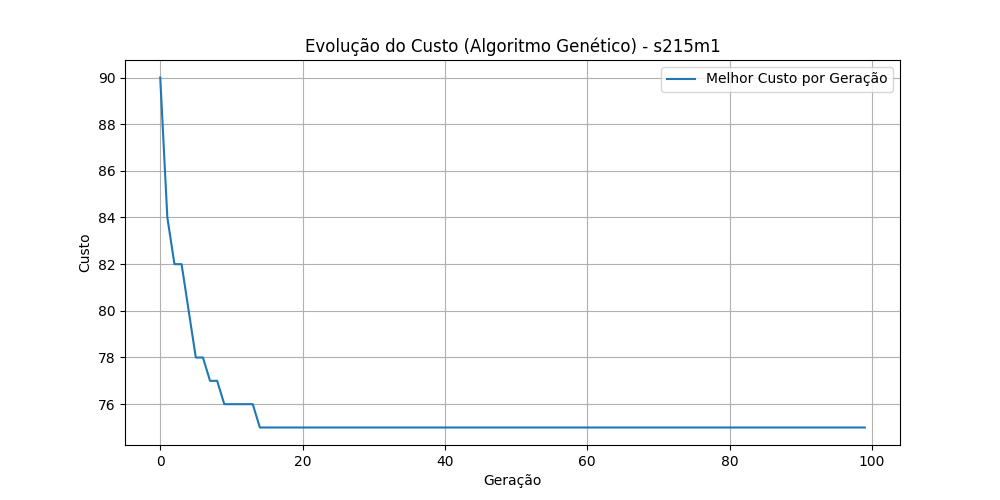 Evolução do Custo (Algoritmo Genético) - s215m1
Melhor Custo por Geração
90
88
86
84
82
80
78
76
Custo
0 20 40 60 80 100
Geração